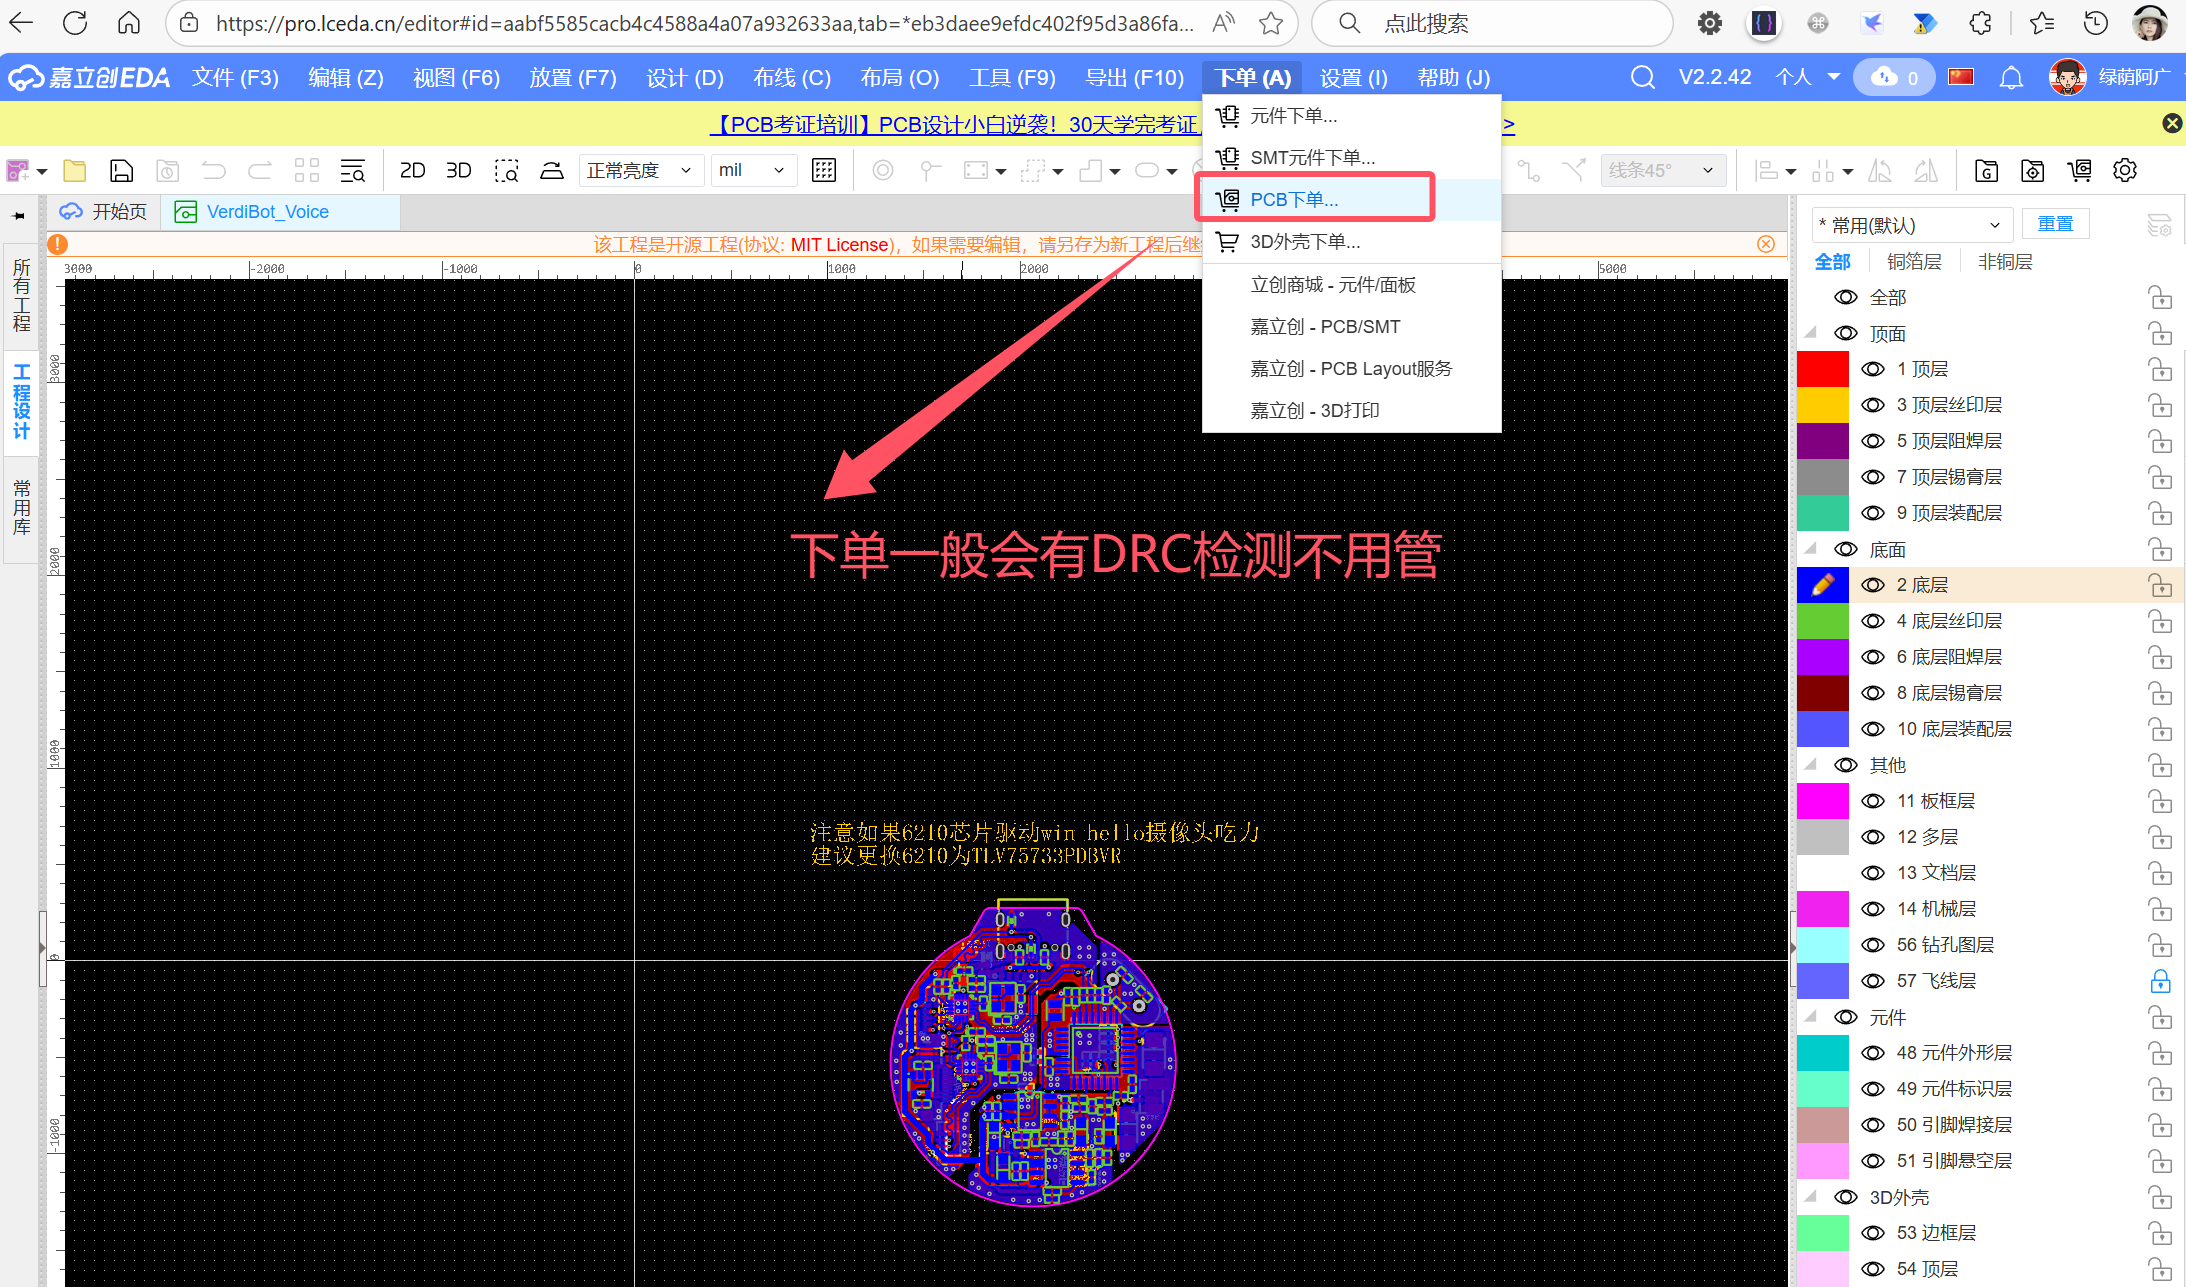 https://pro.lceda.cn/editor#id=aabf5585cacb4c4588a4a07a932633aa,tab=*eb3daee9efdc402f95d3a86fa...
点此搜索
嘉立创EDA 文件 (F3) 编辑 (Z) 视图 (F6) 放置 (F7) 设计 (D) 布线 (C) 布局 (O) 工具 (F9) 导出 (F10) 下单 (A) 设置 (I) 帮助 (J) V2.2.42 个人 0 绿荫阿广
【PCB考证培训】PCB设计小白逆袭！30天学完考证 >
元件下单...
SMT元件下单...
PCB下单...
3D外壳下单...
立创商城 - 元件/面板
嘉立创 - PCB/SMT
嘉立创 - PCB Layout服务
嘉立创 - 3D打印
2D 3D 正常亮度 mil 线条45°
开始页 VerdiBot_Voice
该工程是开源工程(协议: MIT License)，如果需要编辑，请另存为新工程后继
3000 -2000 -1000 0 1000 2000 5000
3000
2000
1000
0
-1000
所有工程
工程设计
常用库
下单一般会有DRC检测不用管
注意如果6210芯片驱动win hello摄像头吃力
建议更换6210为TLV75733PDBVR
* 常用(默认) 重置
全部 铜箔层 非铜层
全部
顶面
1 顶层
3 顶层丝印层
5 顶层阻焊层
7 顶层锡膏层
9 顶层装配层
底面
2 底层
4 底层丝印层
6 底层阻焊层
8 底层锡膏层
10 底层装配层
其他
11 板框层
12 多层
13 文档层
14 机械层
56 钻孔图层
57 飞线层
元件
48 元件外形层
49 元件标识层
50 引脚焊接层
51 引脚悬空层
3D外壳
53 边框层
54 顶层